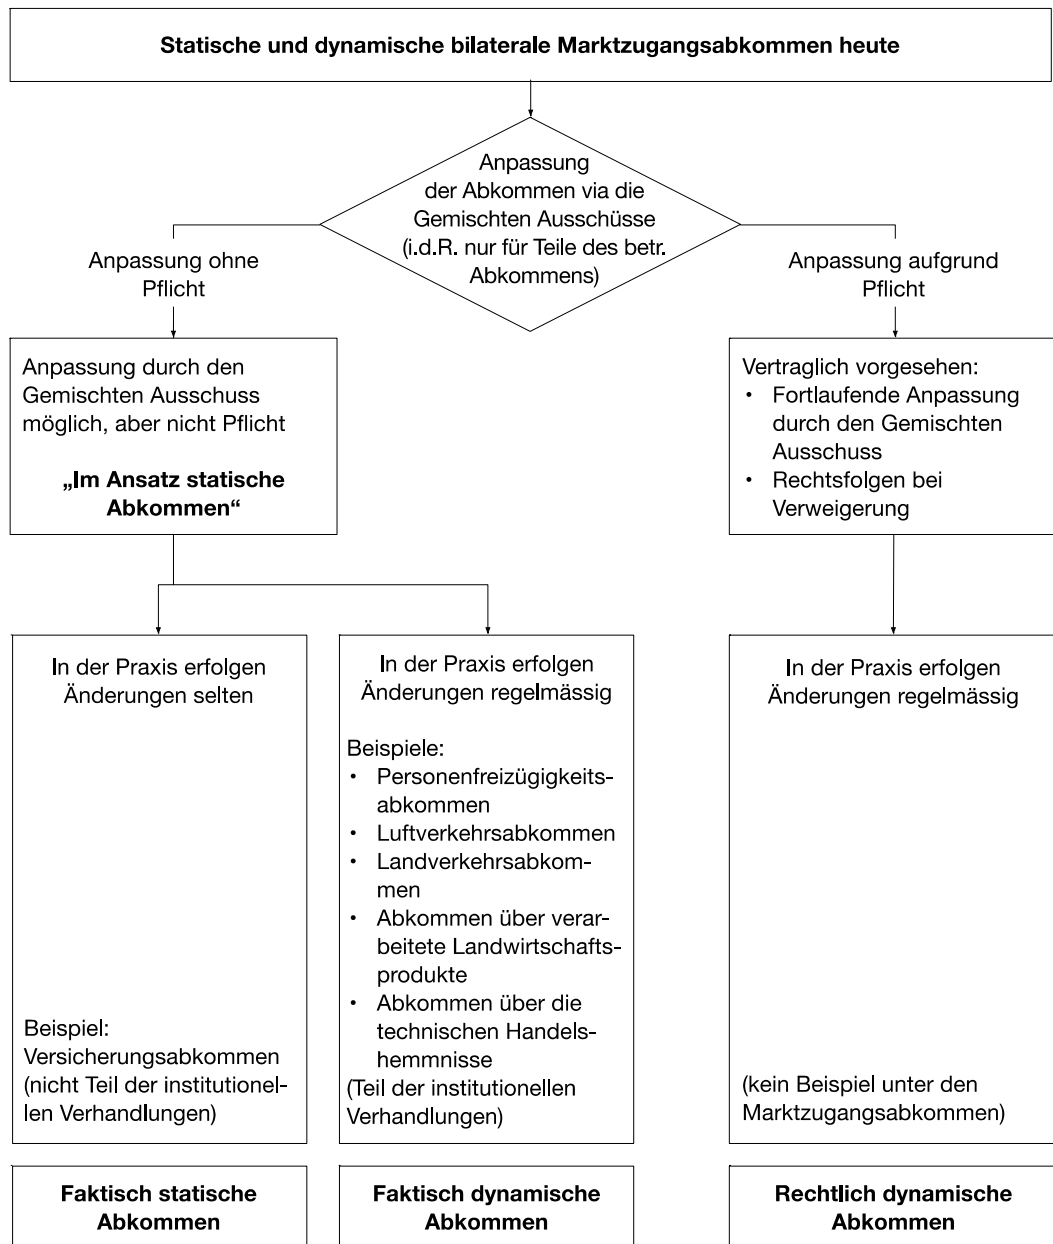 Statische und dynamische bilaterale Marktzugangsabkommen heute
Anpassung
der Abkommen via die
Gemischten Ausschüsse
(i.d.R. nur für Teile des betr.
Abkommens)
Anpassung ohne
Pflicht
Anpassung aufgrund
Pflicht
Anpassung durch den
Gemischten Ausschuss
möglich, aber nicht Pflicht
„Im Ansatz statische
Abkommen“
Vertraglich vorgesehen:
• Fortlaufende Anpassung
durch den Gemischten
Ausschuss
• Rechtsfolgen bei
Verweigerung
In der Praxis erfolgen
Änderungen selten
Beispiel:
Versicherungsabkommen
(nicht Teil der institutionel-
len Verhandlungen)
In der Praxis erfolgen
Änderungen regelmässig
Beispiele:
• Personenfreizügigkeits-
abkommen
• Luftverkehrsabkommen
• Landverkehrsabkom-
men
• Abkommen über verar-
beitete Landwirtschafts-
produkte
• Abkommen über die
technischen Handels-
hemmnisse
(Teil der institutionellen
Verhandlungen)
In der Praxis erfolgen
Änderungen regelmässig
(kein Beispiel unter den
Marktzugangsabkommen)
Faktisch statische
Abkommen
Faktisch dynamische
Abkommen
Rechtlich dynamische
Abkommen